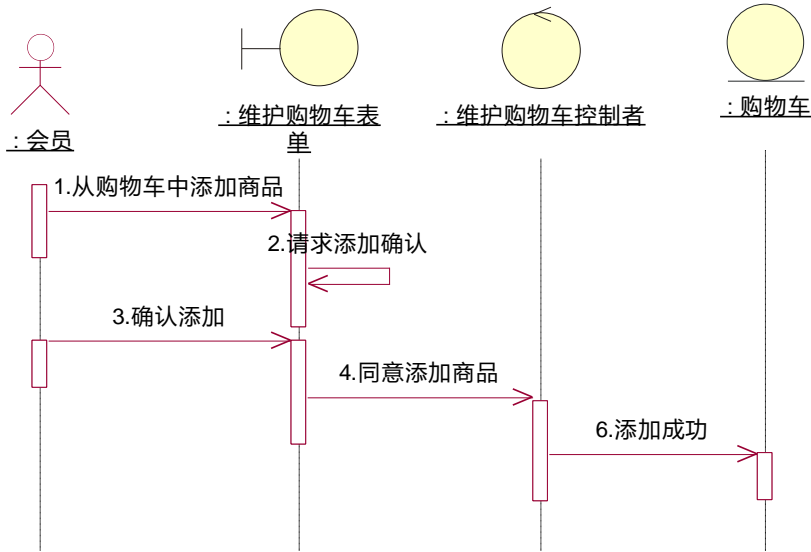 : 会员
: 维护购物车表
单
: 维护购物车控制者
: 购物车
1.从购物车中添加商品
2.请求添加确认
3.确认添加
4.同意添加商品
6.添加成功